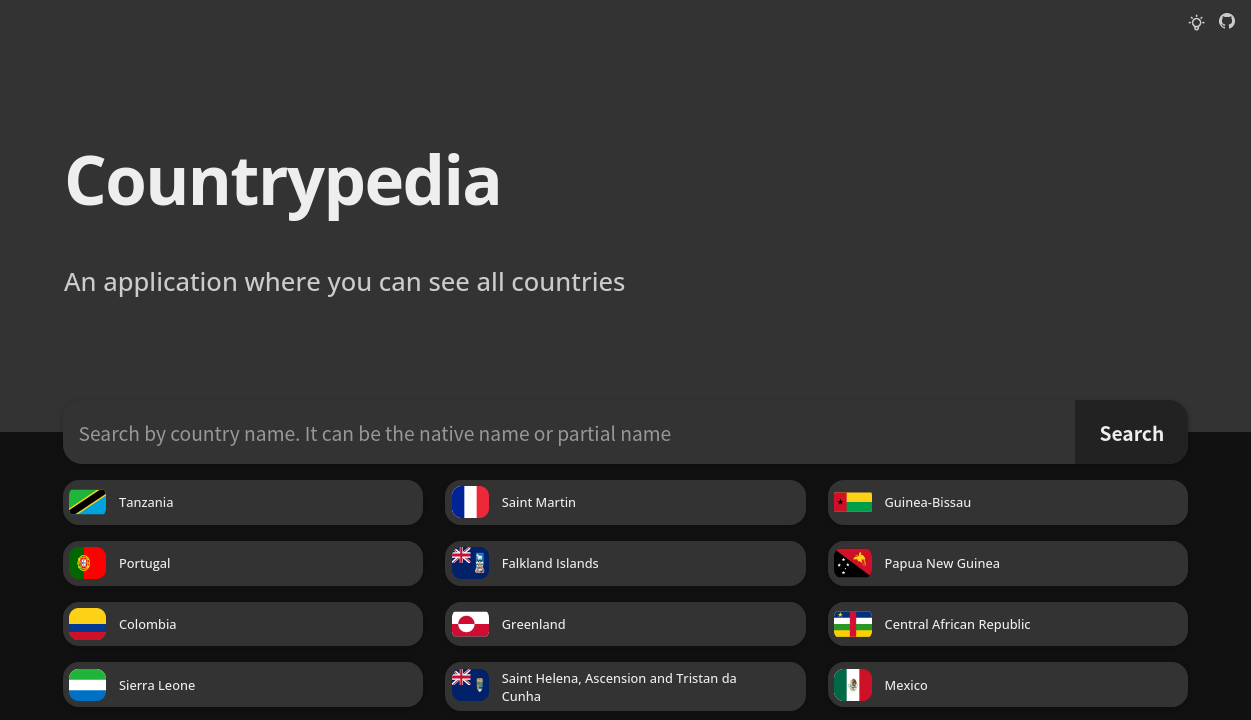 Countrypedia
An application where you can see all countries
Search by country name. It can be the native name or partial name
Search
Tanzania
Saint Martin
Guinea-Bissau
Portugal
Falkland Islands
Papua New Guinea
Colombia
Greenland
Central African Republic
Sierra Leone
Saint Helena, Ascension and Tristan da
Cunha
Mexico